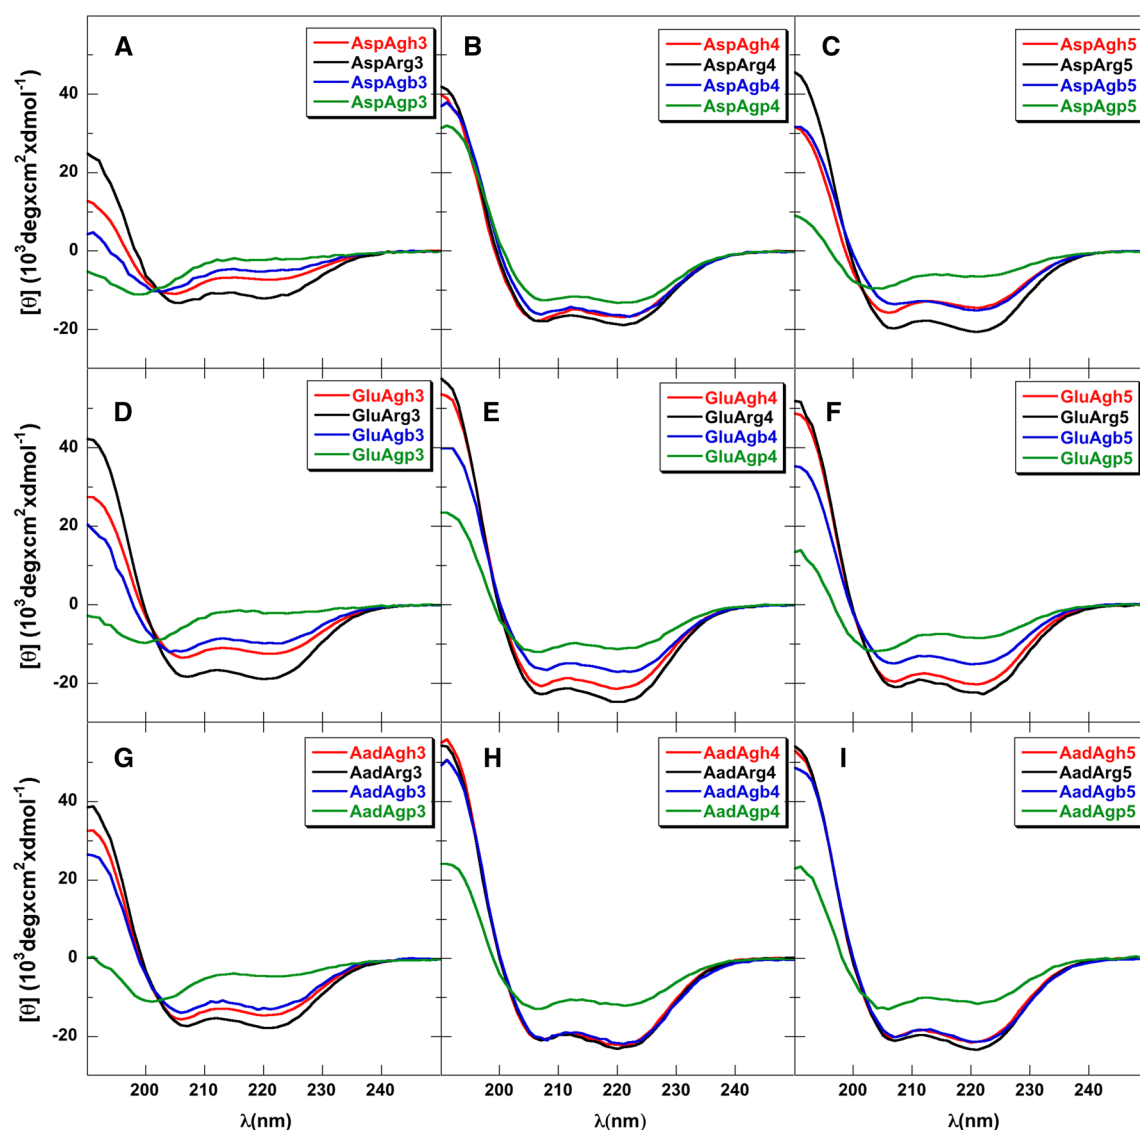 A
AspAgh3
AspArg3
AspAgb3
AspAgp3
B
AspAgh4
AspArg4
AspAgb4
AspAgp4
C
AspAgh5
AspArg5
AspAgb5
AspAgp5
[θ] (10³degxcm²xdmol⁻¹)
40
20
0
-20
D
GluAgh3
GluArg3
GluAgb3
GluAgp3
E
GluAgh4
GluArg4
GluAgb4
GluAgp4
F
GluAgh5
GluArg5
GluAgb5
GluAgp5
[θ] (10³degxcm²xdmol⁻¹)
40
20
0
-20
G
AadAgh3
AadArg3
AadAgb3
AadAgp3
H
AadAgh4
AadArg4
AadAgb4
AadAgp4
I
AadAgh5
AadArg5
AadAgb5
AadAgp5
[θ] (10³degxcm²xdmol⁻¹)
40
20
0
-20
200 210 220 230 240
200 210 220 230 240
200 210 220 230 240
λ(nm)
λ(nm)
λ(nm)